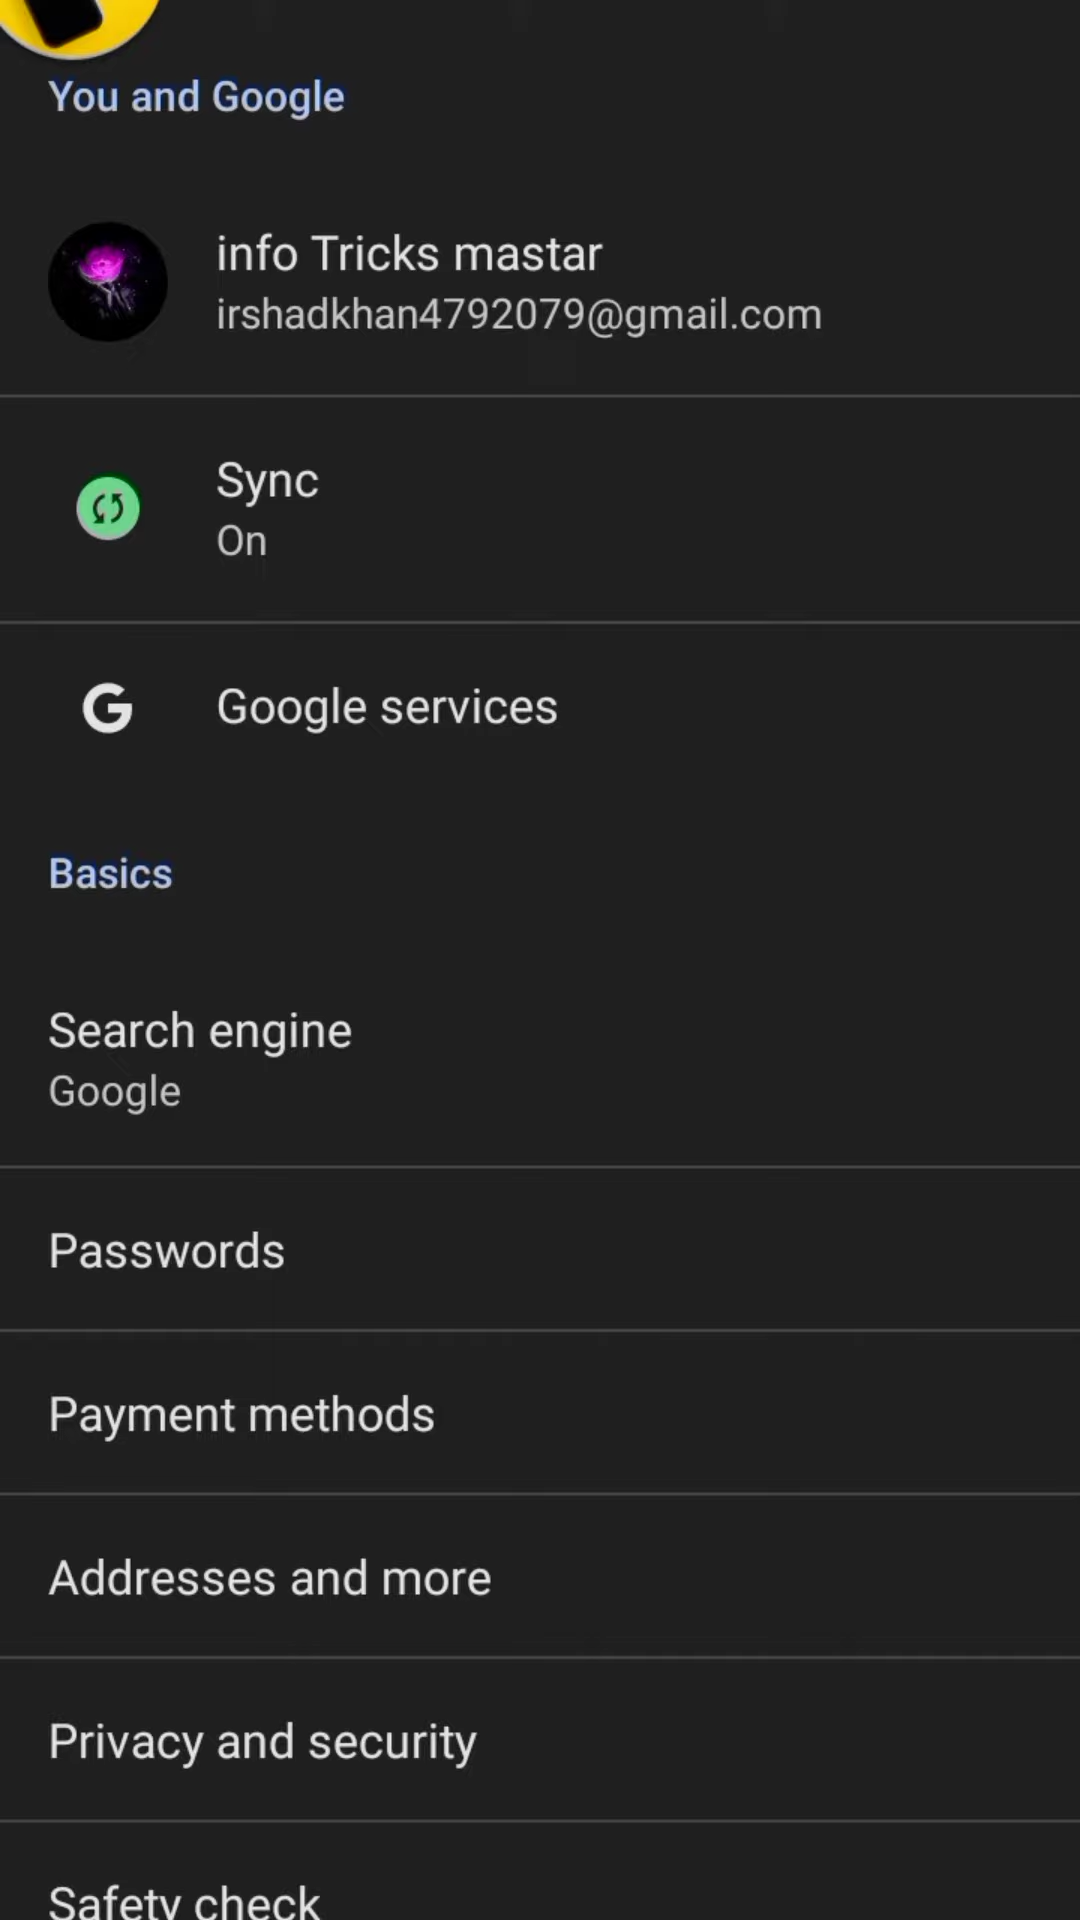 You and Google
info Tricks mastar
irshadkhan4792079@gmail.com
Sync
On
Google services
Basics
Search engine
Google
Passwords
Payment methods
Addresses and more
Privacy and security
Safety check